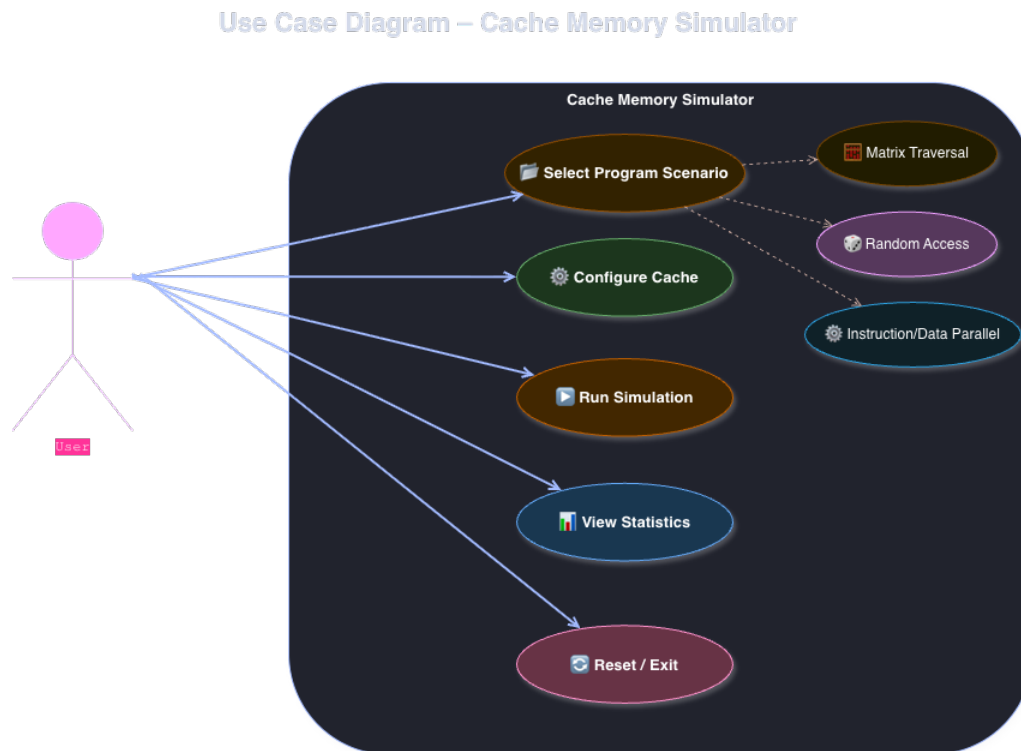 Use Case Diagram – Cache Memory Simulator
Cache Memory Simulator
Select Program Scenario
Matrix Traversal
Random Access
Configure Cache
Instruction/Data Parallel
Run Simulation
User
View Statistics
Reset / Exit